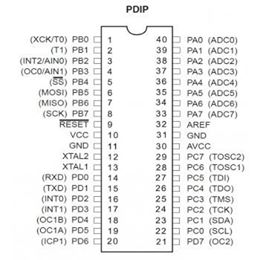 PDIP
(XCK/T0) PB0 1 40 PA0 (ADC0)
(T1) PB1 2 39 PA1 (ADC1)
(INT2/AIN0) PB2 3 38 PA2 (ADC2)
(OC0/AIN1) PB3 4 37 PA3 (ADC3)
(SS) PB4 5 36 PA4 (ADC4)
(MOSI) PB5 6 35 PA5 (ADC5)
(MISO) PB6 7 34 PA6 (ADC6)
(SCK) PB7 8 33 PA7 (ADC7)
RESET 9 32 AREF
VCC 10 31 GND
GND 11 30 AVCC
XTAL2 12 29 PC7 (TOSC2)
XTAL1 13 28 PC6 (TOSC1)
(RXD) PD0 14 27 PC5 (TDI)
(TXD) PD1 15 26 PC4 (TDO)
(INT0) PD2 16 25 PC3 (TMS)
(INT1) PD3 17 24 PC2 (TCK)
(OC1B) PD4 18 23 PC1 (SDA)
(OC1A) PD5 19 22 PC0 (SCL)
(ICP1) PD6 20 21 PD7 (OC2)